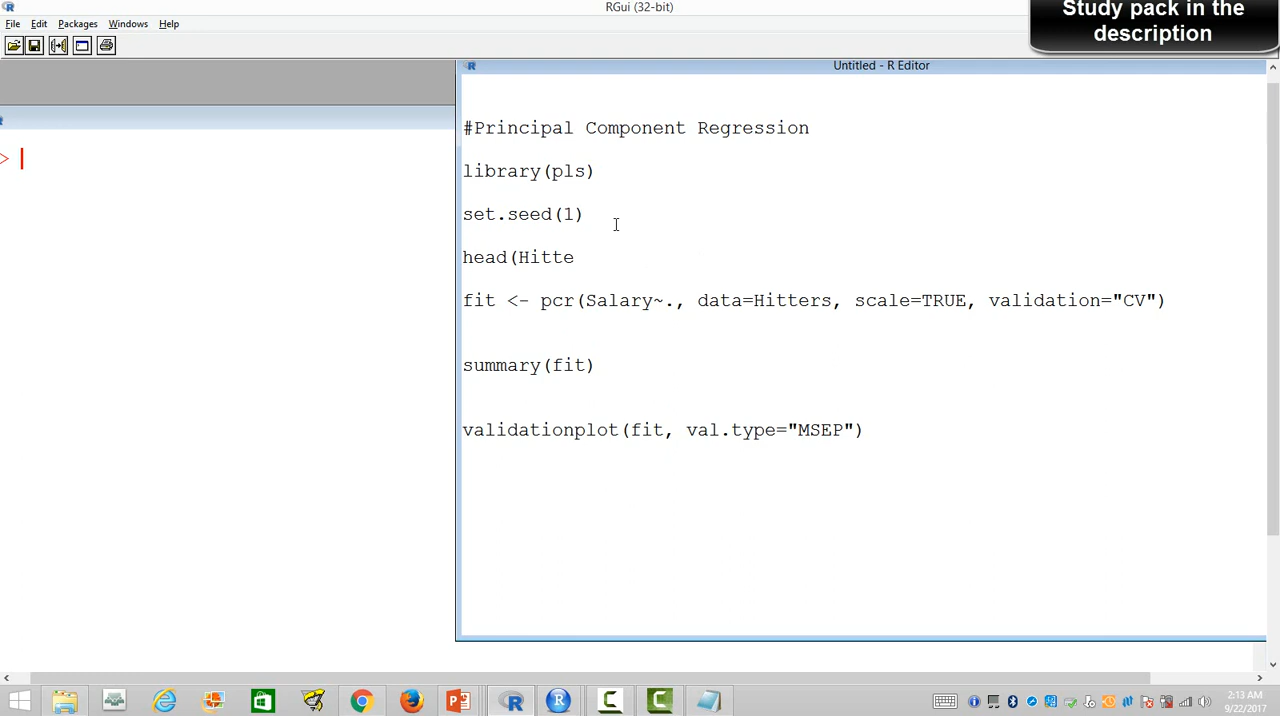 RGui (32-bit)
Study pack in the
description
File Edit Packages Windows Help
Untitled - R Editor
#Principal Component Regression
>
library(pls)
set.seed(1)
head(Hitte
fit <- pcr(Salary~., data=Hitters, scale=TRUE, validation="CV")
summary(fit)
validationplot(fit, val.type="MSEP")
2:13 AM
9/22/2017